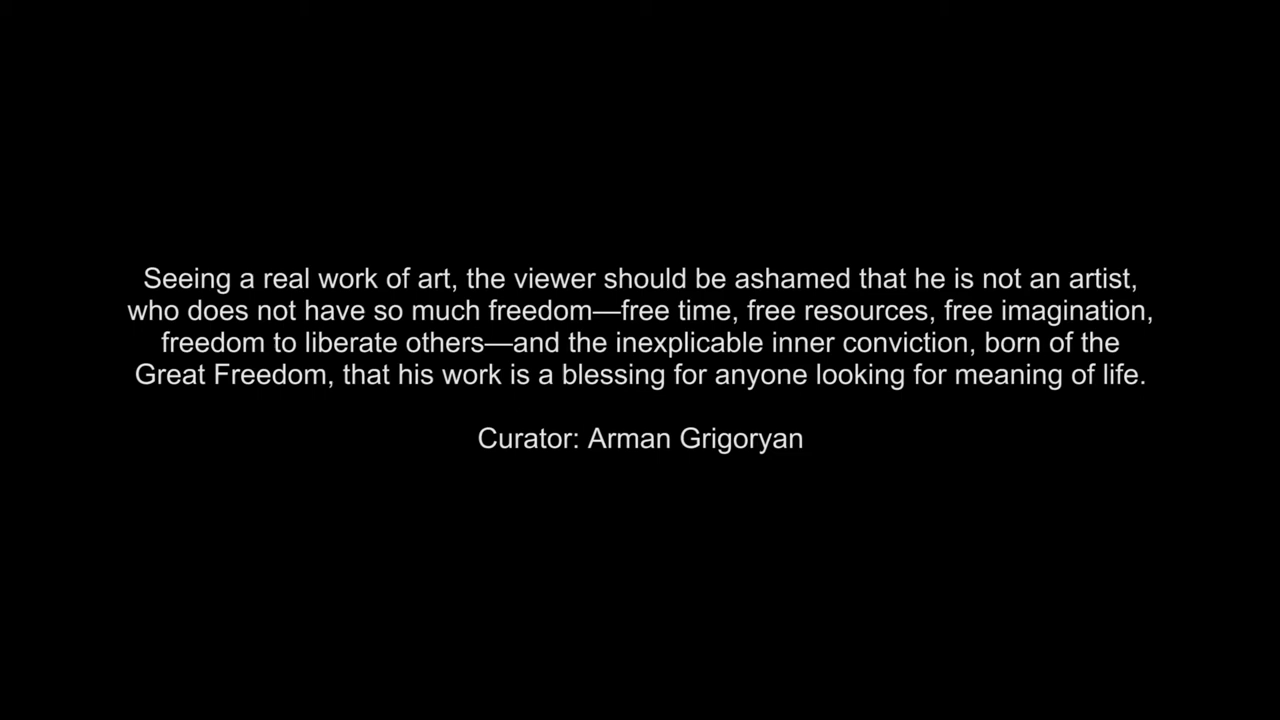 Seeing a real work of art, the viewer should be ashamed that he is not an artist,
who does not have so much freedom—free time, free resources, free imagination,
freedom to liberate others—and the inexplicable inner conviction, born of the
Great Freedom, that his work is a blessing for anyone looking for meaning of life.
Curator: Arman Grigoryan